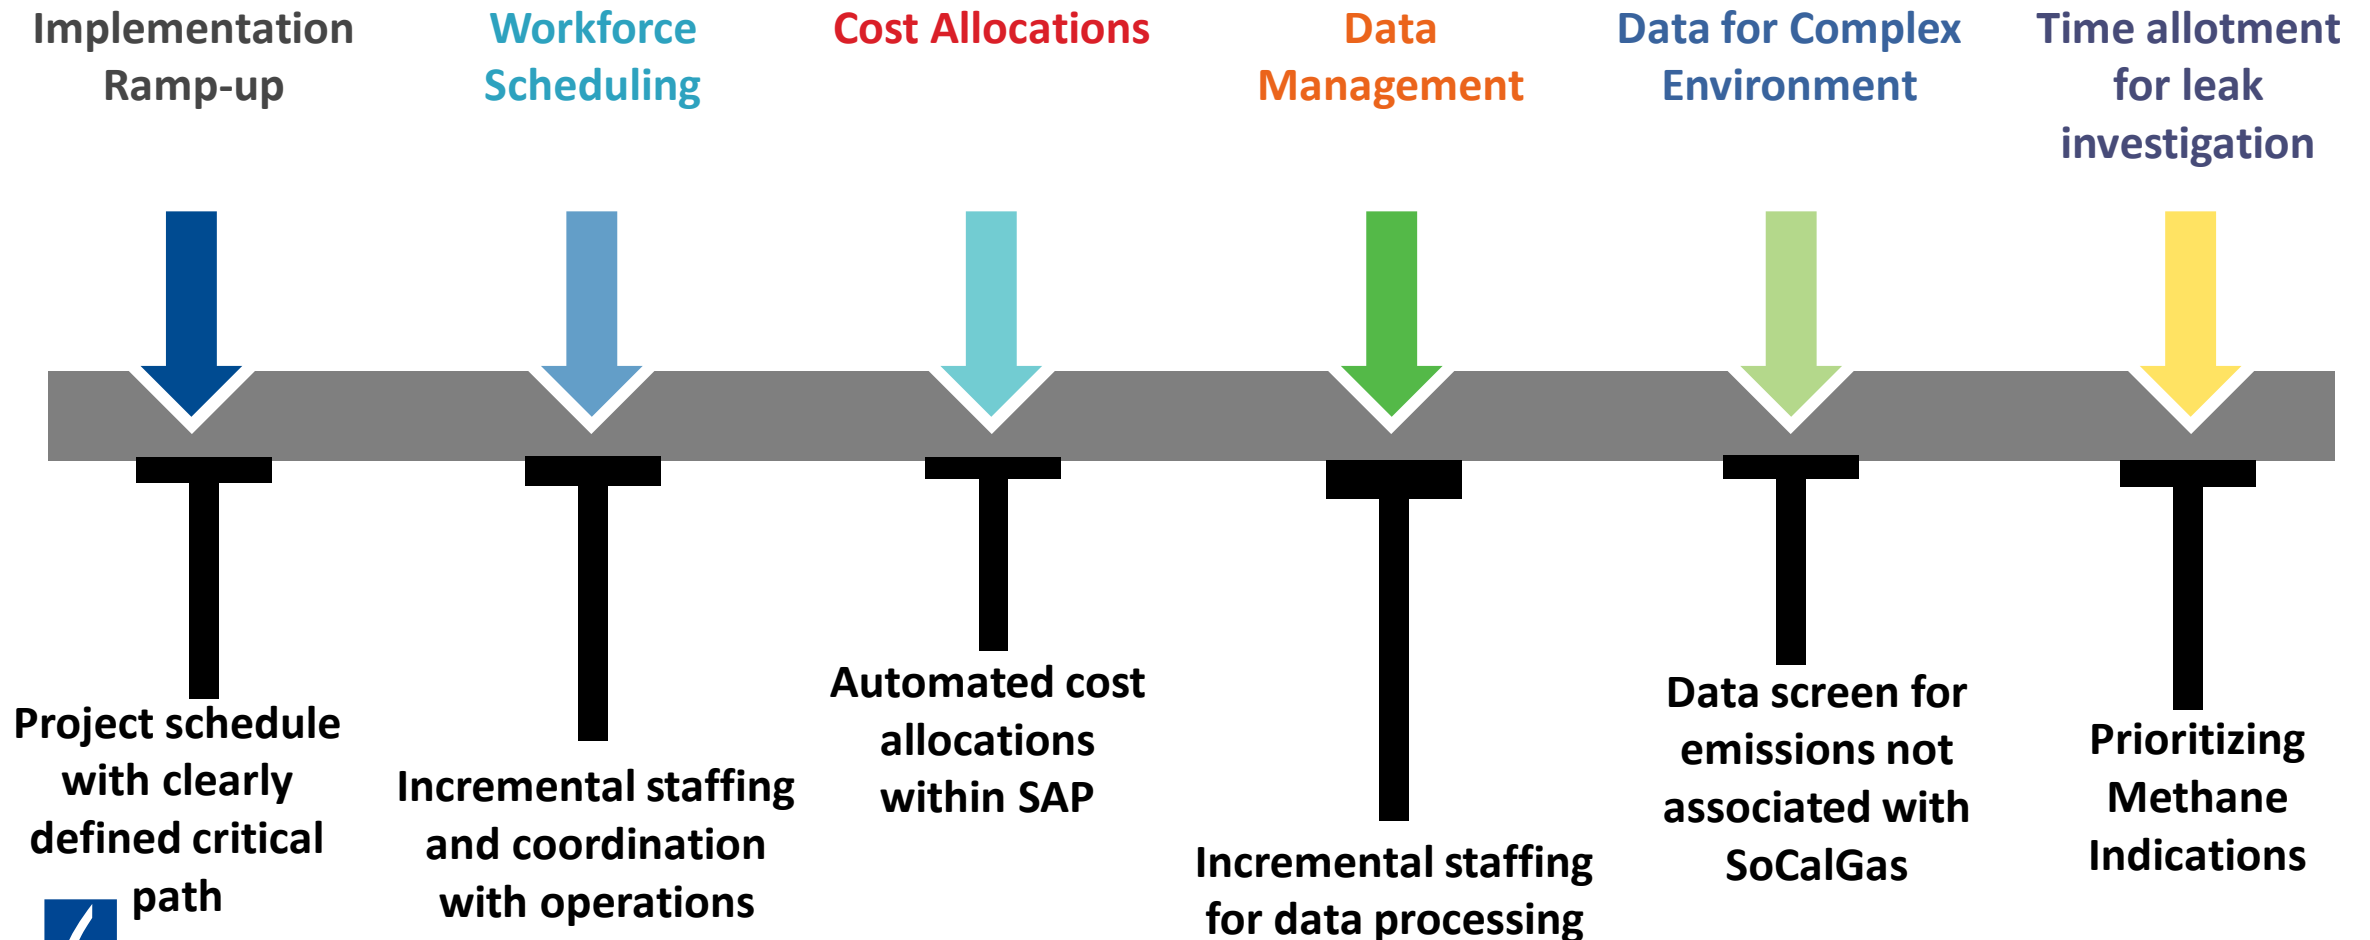 Implementation
Ramp-up
Workforce
Scheduling
Cost Allocations
Data
Management
Data for Complex
Environment
Time allotment
for leak
investigation
Project schedule
with clearly
defined critical
path
Incremental staffing
and coordination
with operations
Automated cost
allocations
within SAP
Incremental staffing
for data processing
Data screen for
emissions not
associated with
SoCalGas
Prioritizing
Methane
Indications